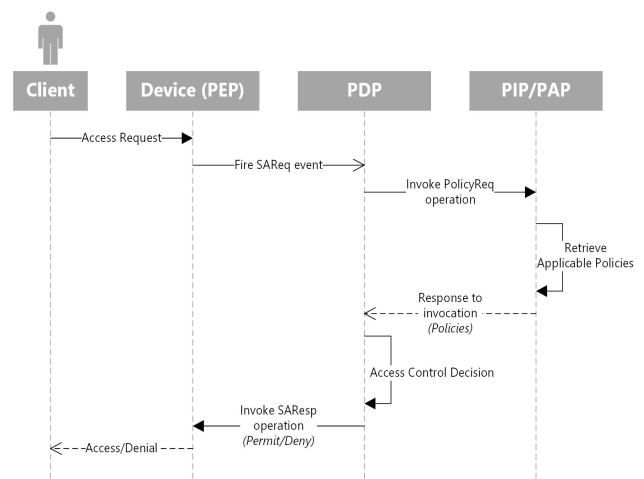 Client
Device (PEP)
PDP
PIP/PAP
Access Request
Fire SAReq event
Invoke PolicyReq
operation
Retrieve
Applicable Policies
Response to
invocation
(Policies)
Access Control Decision
Invoke SAResp
operation
(Permit/Deny)
Access/Denial